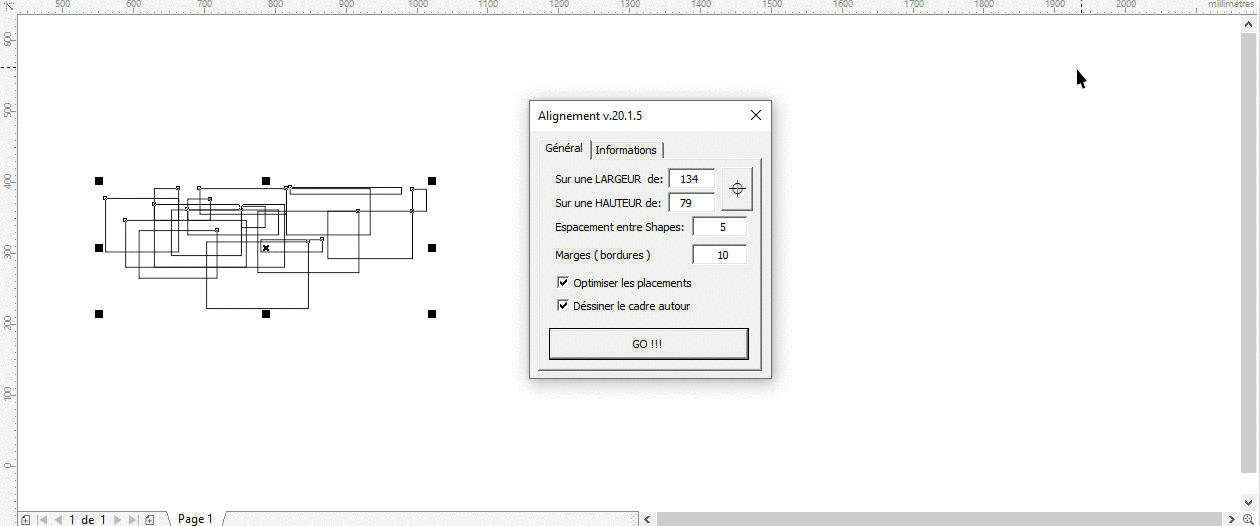 500 600 700 800 900 1000 1100 1200 1300 1400 1500 1600 1700 1800 1900 2000 millimètres
600
500
400
300
200
100
0
Alignement v.20.1.5
Général Informations
Sur une LARGEUR de: 134
Sur une HAUTEUR de: 79
Espacement entre Shapes: 5
Marges ( bordures ) 10
Optimiser les placements
Déssiner le cadre autour
GO !!!
1 de 1 Page 1